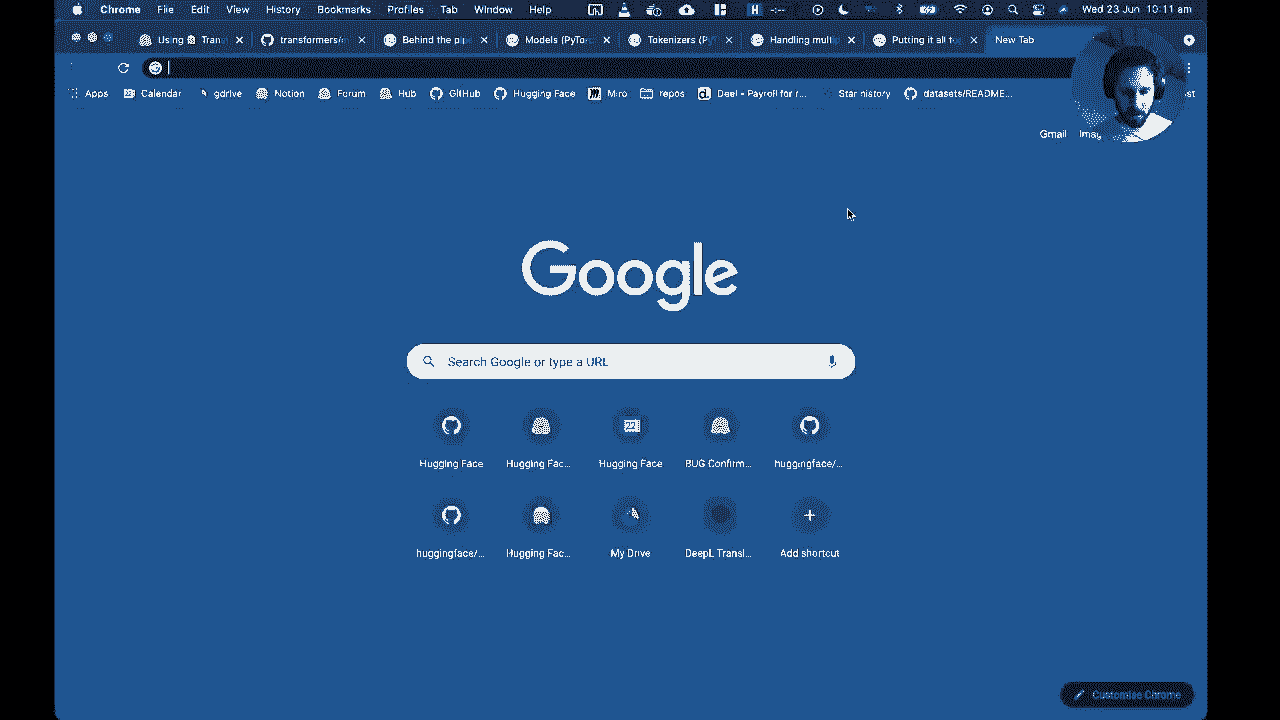 Chrome File Edit View History Bookmarks Profiles Tab Window Help Wed 23 Jun 10:11 am
Using Tran transformers/ Behind the pip Models (PyTor Tokenizers (Py Handling multi Putting it all t New Tab
Apps Calendar gdrive Notion Forum Hub GitHub Hugging Face Miro repos Deel - Payroll for r... Star history datasets/README... st
Gmail Imag
Google
Search Google or type a URL
Hugging Face Hugging Fac... Hugging Face BUG Confirm... huggingface/...
huggingface/... Hugging Fac... My Drive DeepL Transl... Add shortcut
Customise Chrome